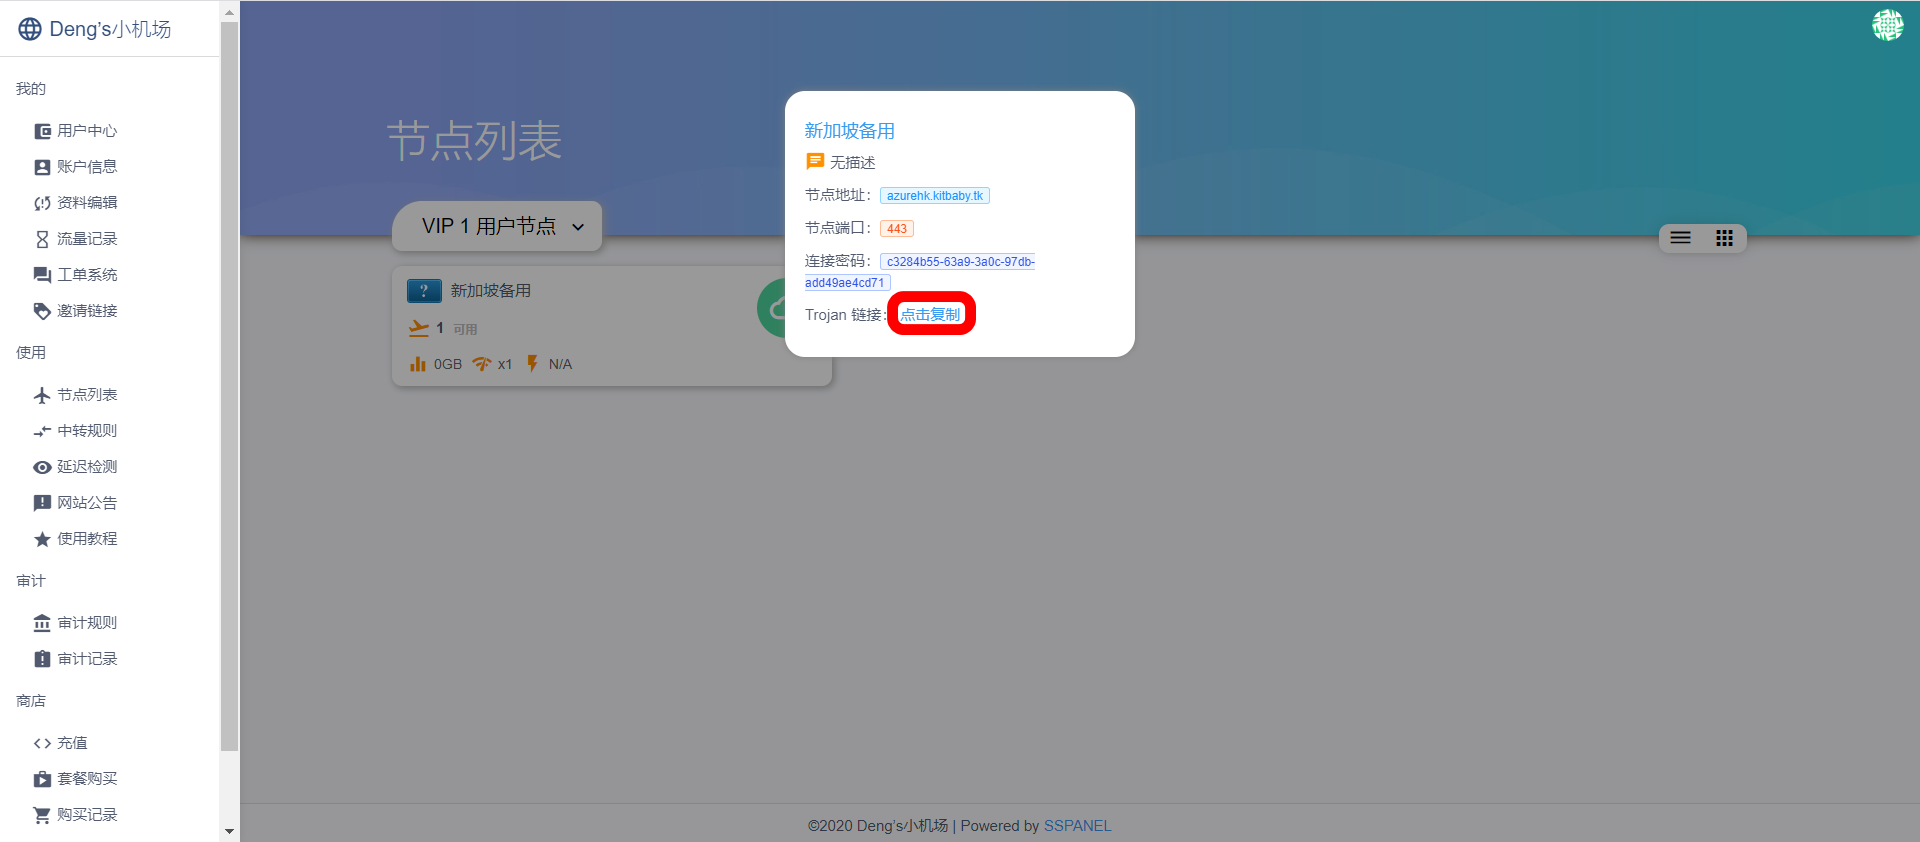 Deng's小机场
我的
用户中心
账户信息
资料编辑
流量记录
工单系统
邀请链接
使用
节点列表
中转规则
延迟检测
网站公告
使用教程
审计
审计规则
审计记录
商店
充值
套餐购买
购买记录
节点列表
VIP 1 用户节点
? 新加坡备用
1 可用
0GB x1 N/A
新加坡备用
无描述
节点地址： azurehk.kitbaby.tk
节点端口： 443
连接密码： c3284b55-63a9-3a0c-97db-
add49ae4cd71
Trojan 链接： 点击复制
©2020 Deng's小机场 | Powered by SSPANEL